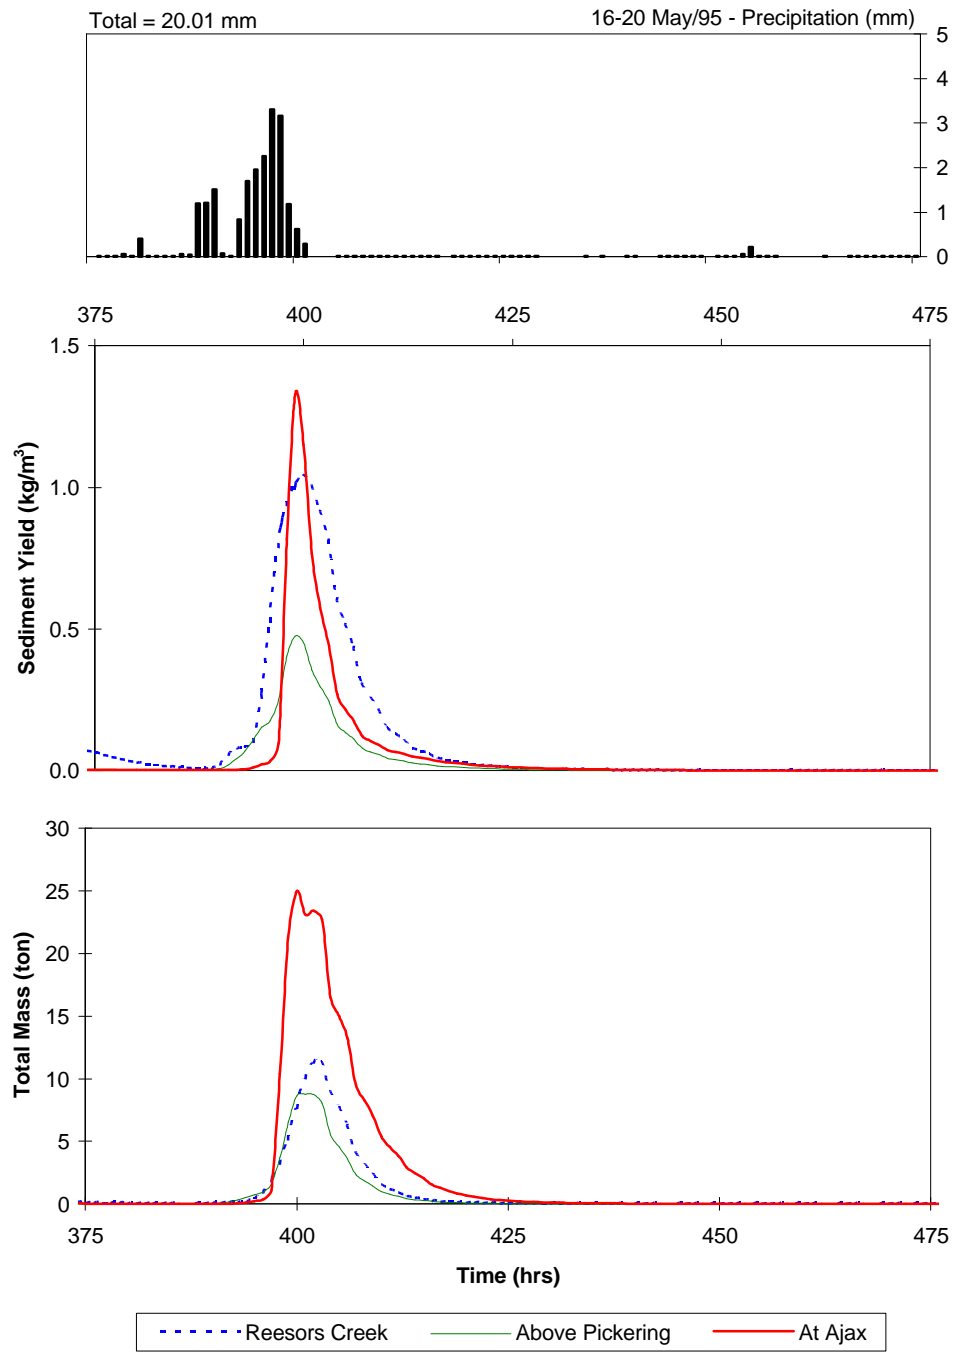 Total = 20.01 mm
16-20 May/95 - Precipitation (mm)
5
4
3
2
1
0
375 400 425 450 475
1.5
1.0
0.5
0.0
Sediment Yield (kg/m³)
30
25
20
15
10
5
0
Total Mass (ton)
375 400 425 450 475
Time (hrs)
Reesors Creek Above Pickering At Ajax